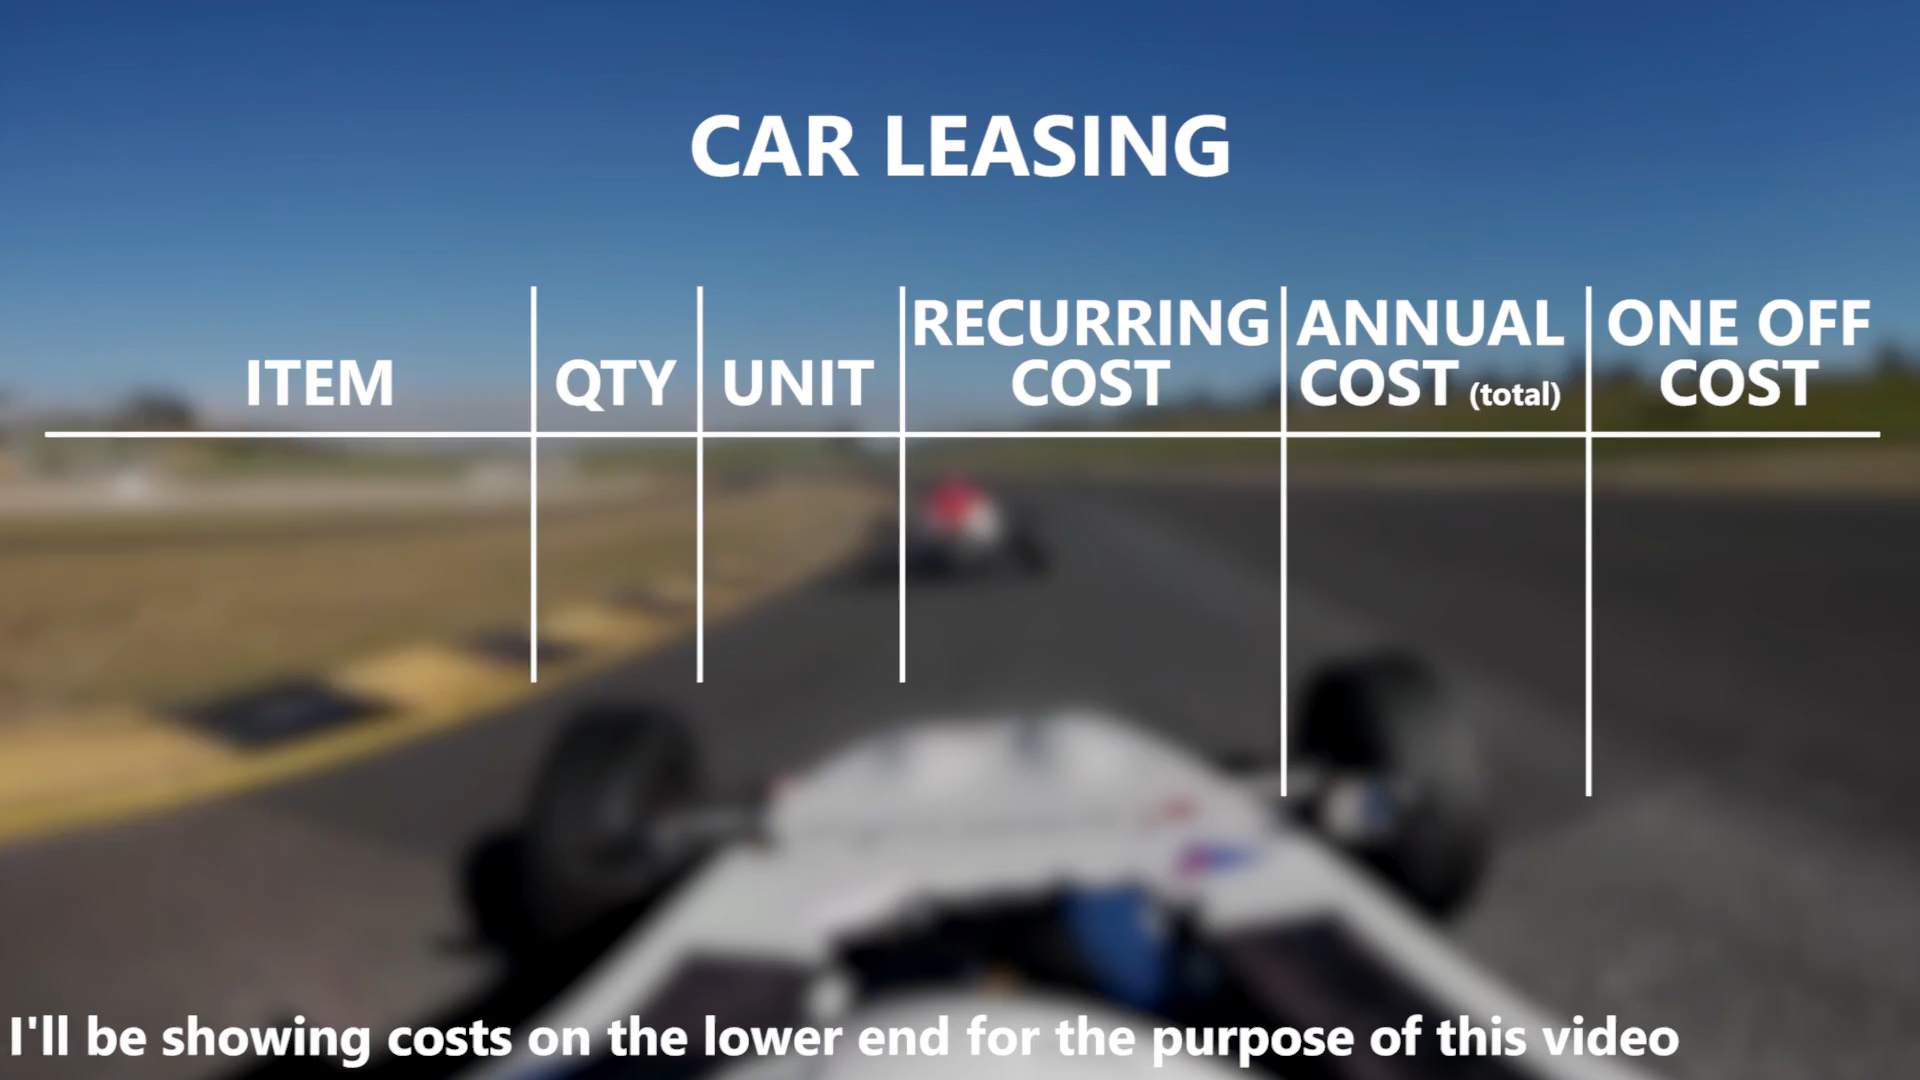 CAR LEASING
ITEM
QTY
UNIT
RECURRING
COST
ANNUAL
COST (total)
ONE OFF
COST
I'll be showing costs on the lower end for the purpose of this video